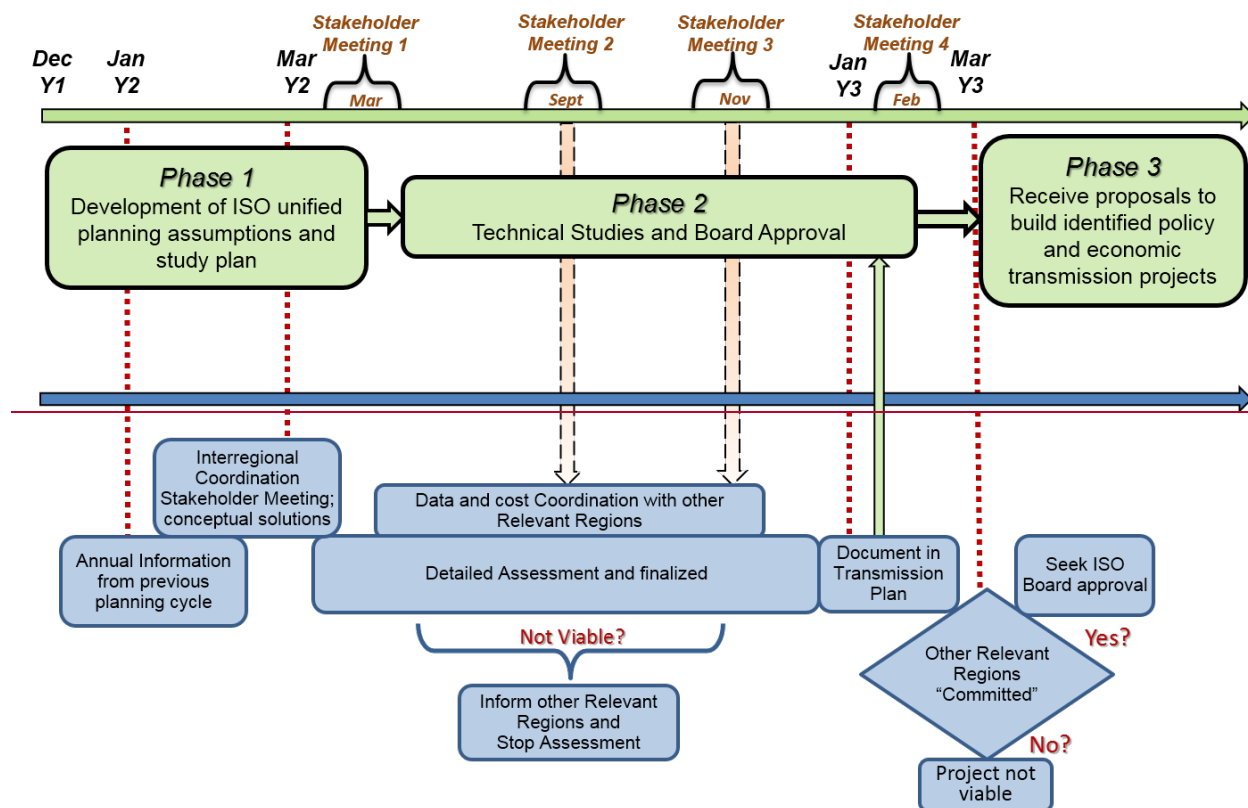 Stakeholder
Meeting 1
Stakeholder
Meeting 2
Stakeholder
Meeting 3
Stakeholder
Meeting 4
Dec
Y1
Jan
Y2
Mar
Y2
Mar
Sept
Nov
Jan
Y3
Feb
Mar
Y3
Phase 1
Development of ISO unified
planning assumptions and
study plan
Phase 2
Technical Studies and Board Approval
Phase 3
Receive proposals to
build identified policy
and economic
transmission projects
Interregional
Coordination
Stakeholder Meeting;
conceptual solutions
Annual Information
from previous
planning cycle
Data and cost Coordination with other
Relevant Regions
Detailed Assessment and finalized
Not Viable?
Inform other Relevant
Regions and
Stop Assessment
Document in
Transmission
Plan
Seek ISO
Board approval
Yes?
Other Relevant
Regions
“Committed”
No?
Project not
viable